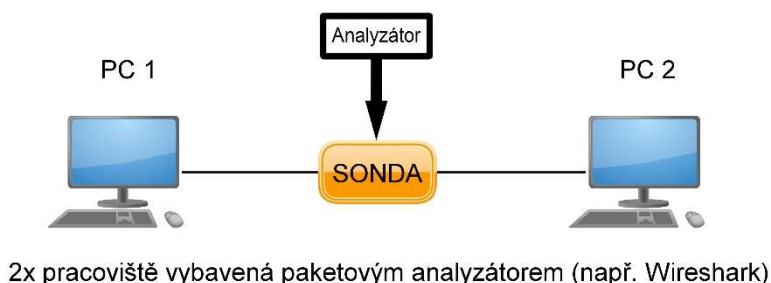 Analyzátor
PC 1
PC 2
SONDA
2x pracoviště vybavená paketovým analyzátorem (např. Wireshark)